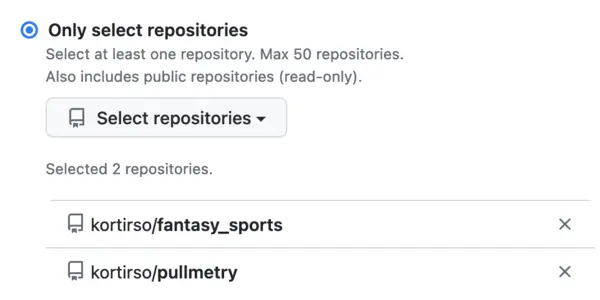 Only select repositories
Select at least one repository. Max 50 repositories.
Also includes public repositories (read-only).
Select repositories
Selected 2 repositories.
kortirso/fantasy_sports
kortirso/pullmetry